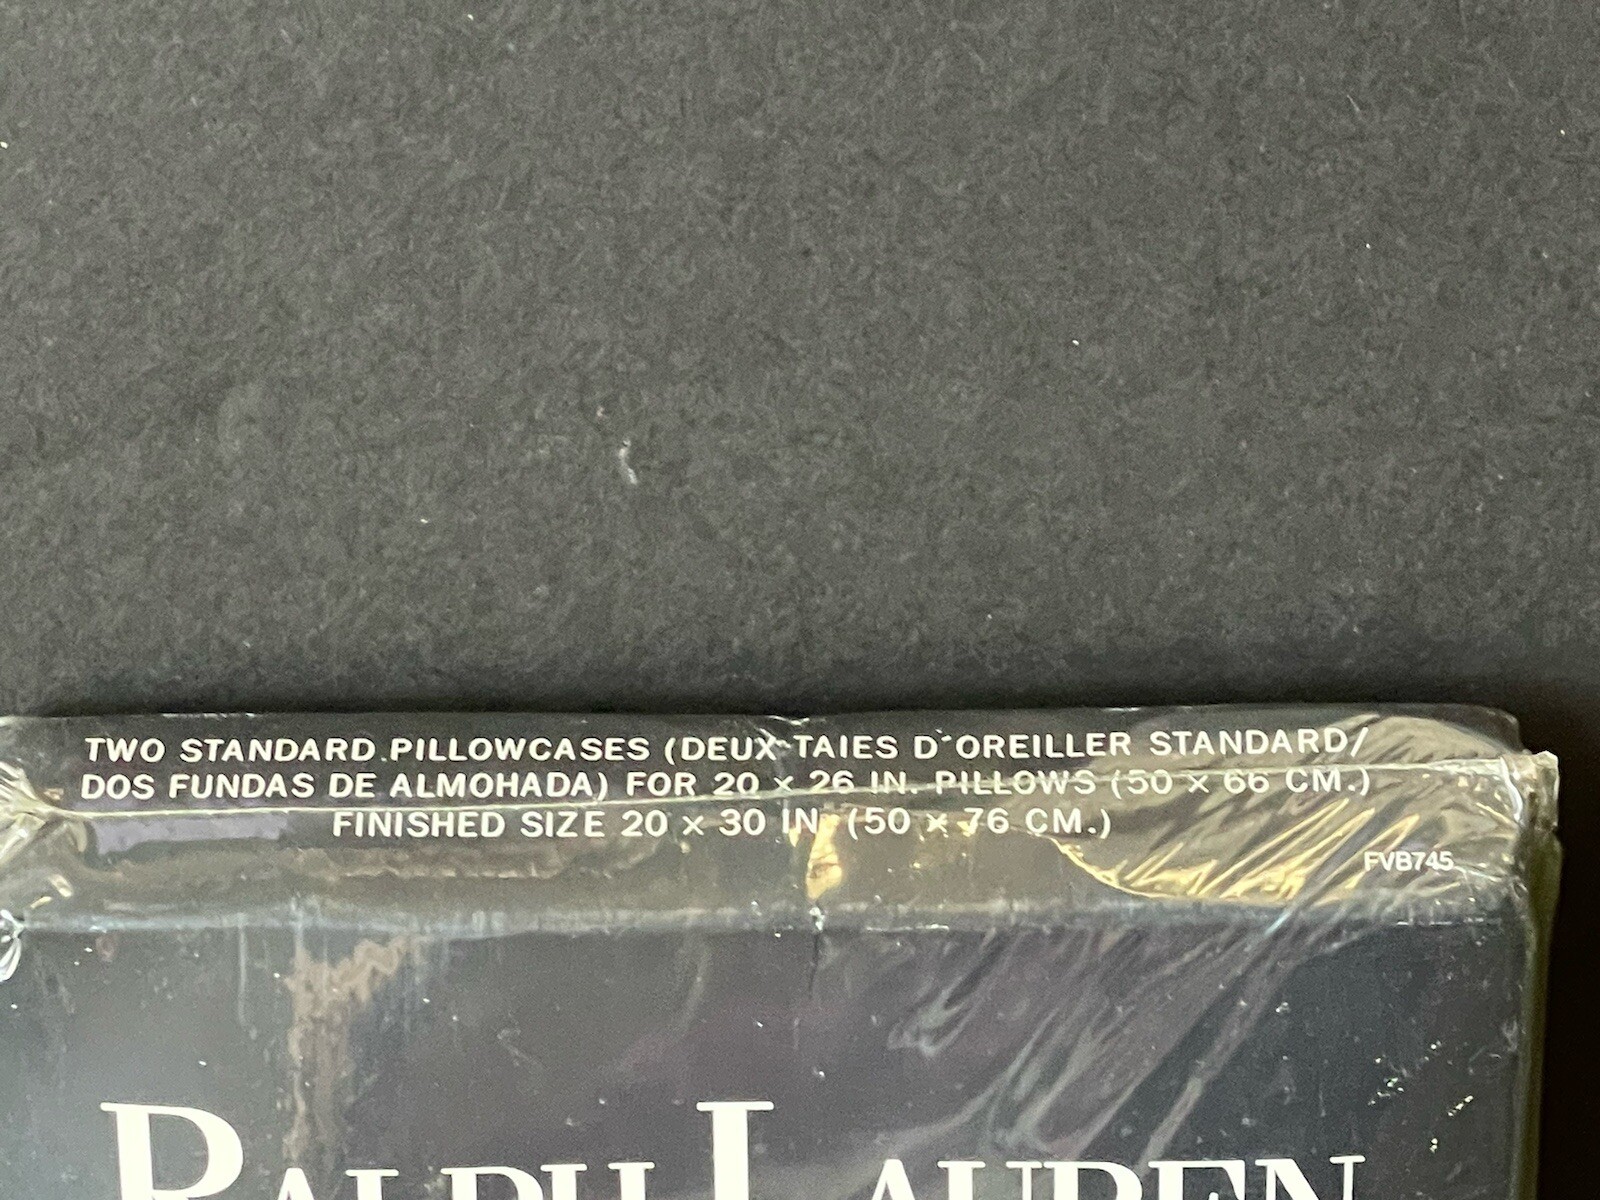 TWO STANDARD PILLOWCASES (DEUX TAIES D'OREILLER STANDARD/
DOS FUNDAS DE ALMOHADA) FOR 20 x 26 IN. PILLOWS (50 x 66 CM.)
FINISHED SIZE 20 x 30 IN. (50 x 76 CM.)
FVB745
RALPH LAUREN